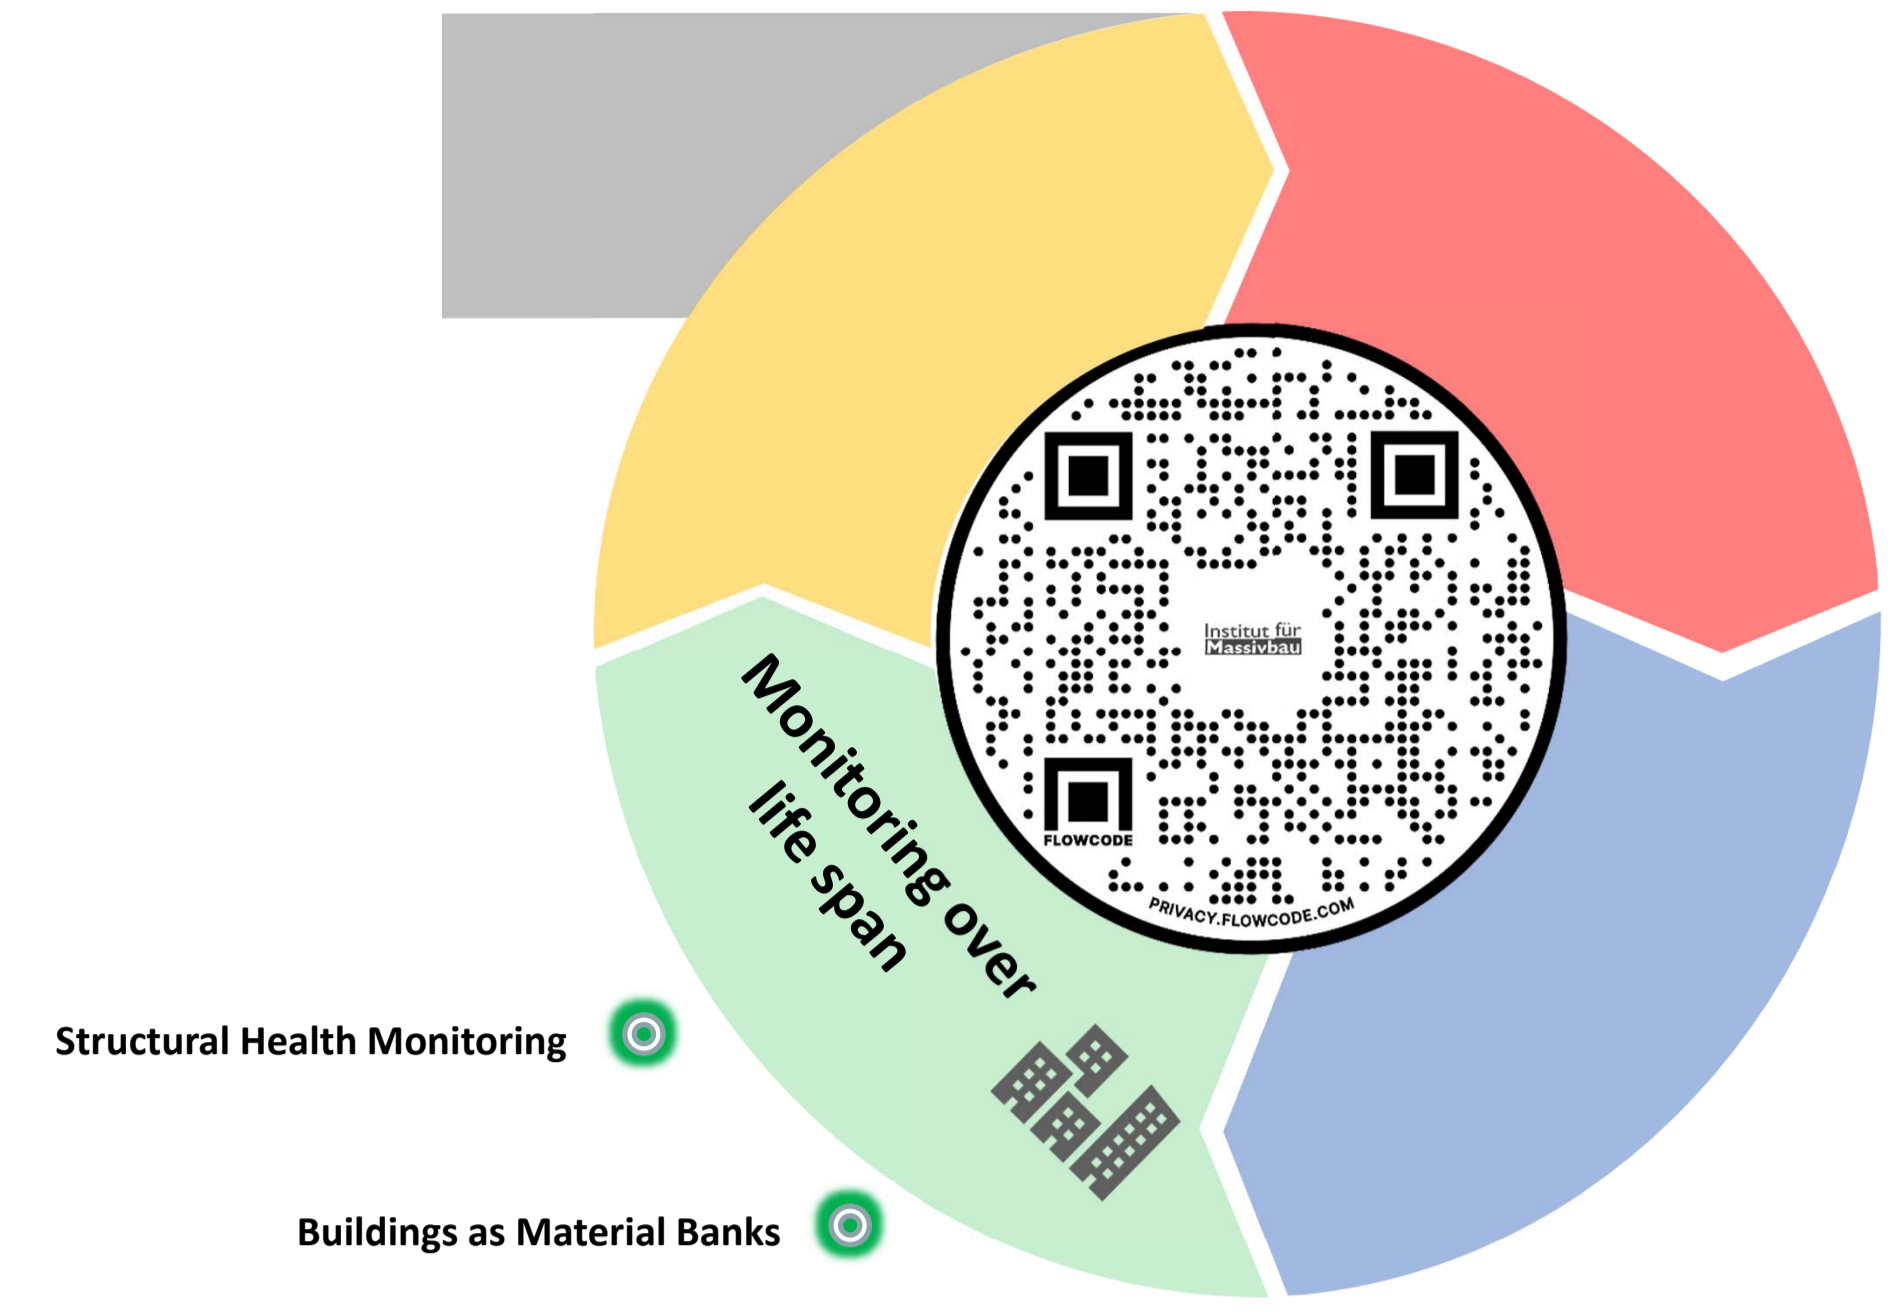 Institut für
Massivbau
FLOWCODE
PRIVACY.FLOWCODE.COM
Monitoring over
life span
Structural Health Monitoring
Buildings as Material Banks